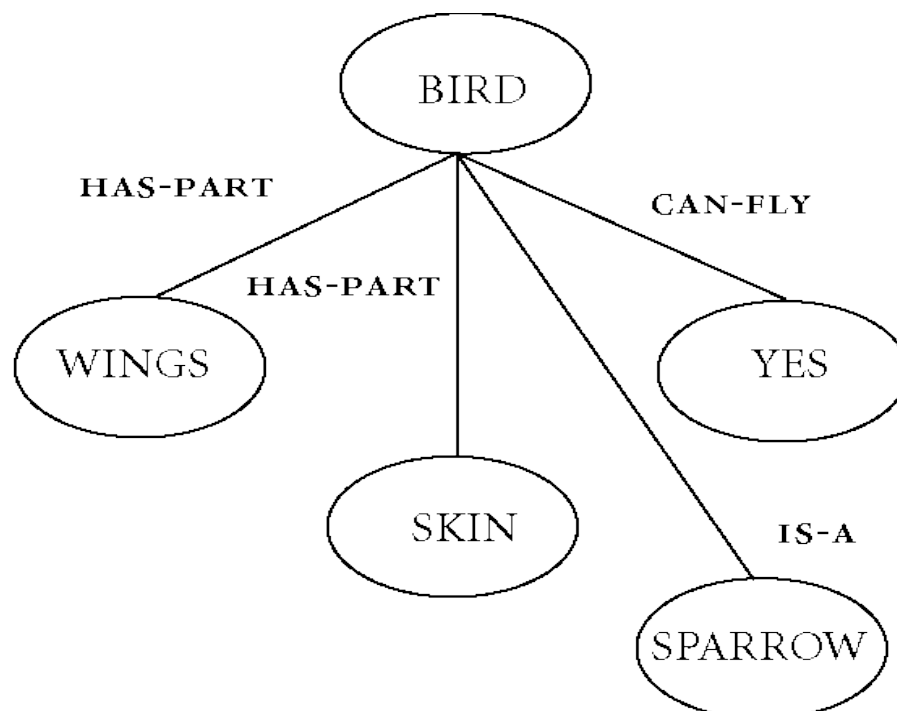 BIRD
HAS-PART
CAN-FLY
HAS-PART
WINGS
YES
SKIN
IS-A
SPARROW